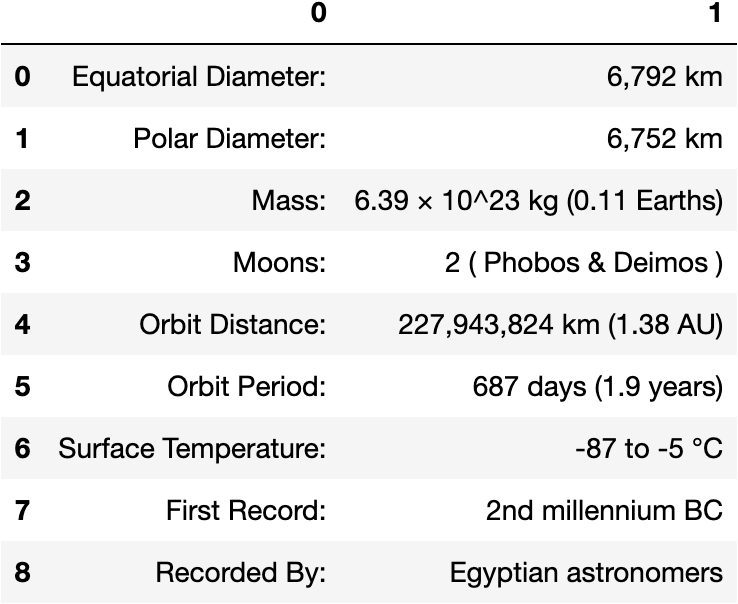 0 1
0 Equatorial Diameter: 6,792 km
1 Polar Diameter: 6,752 km
2 Mass: 6.39 × 10^23 kg (0.11 Earths)
3 Moons: 2 ( Phobos & Deimos )
4 Orbit Distance: 227,943,824 km (1.38 AU)
5 Orbit Period: 687 days (1.9 years)
6 Surface Temperature: -87 to -5 °C
7 First Record: 2nd millennium BC
8 Recorded By: Egyptian astronomers